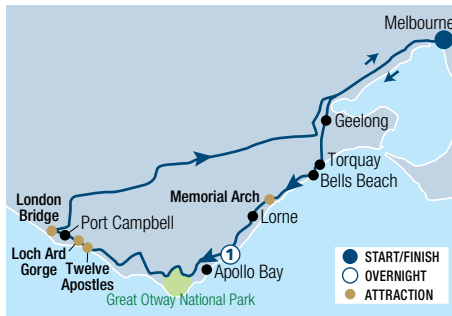 Melbourne
Geelong
Torquay
Bells Beach
Memorial Arch
London
Bridge
Port Campbell
Lorne
Loch Ard
Gorge
Twelve
Apostles
1
Apollo Bay
Great Otway National Park
START/FINISH
OVERNIGHT
ATTRACTION